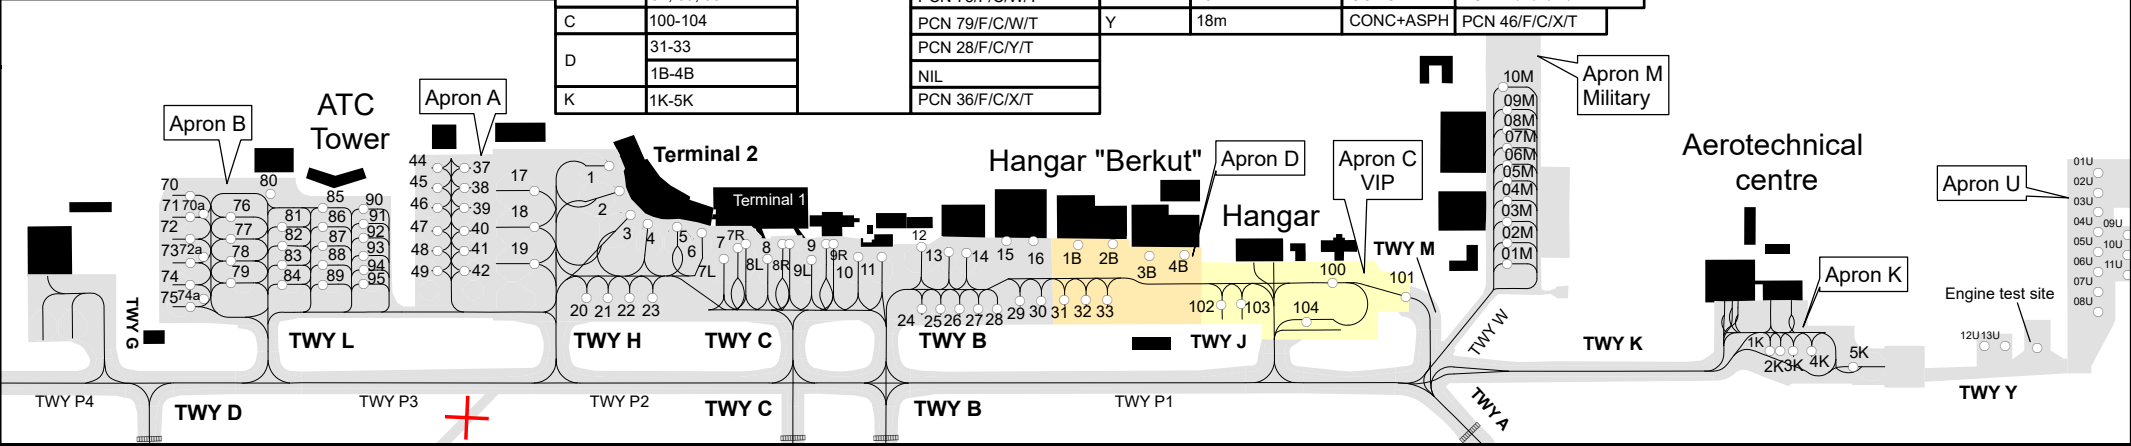 PCN 79/F/C/W/T
C 100-104
Y 18m CONC+ASPH PCN 46/F/C/X/T
D 31-33 PCN 28/F/C/Y/T
1B-4B NIL
K 1K-5K PCN 36/F/C/X/T
Apron B
ATC
Tower
Apron A
Terminal 2
Terminal 1
Hangar "Berkut"
Apron D
Hangar
Apron C
VIP
Apron M
Military
Aerotechnical
centre
Apron K
Apron U
Engine test site
70
71 70a
72
73 72a
74
75 74a
76
77
78
79
80
81
82
83
84
85
86
87
88
89
90
91
92
93
94
95
44
45
46
47
48
49
37
38
39
40
41
42
17
18
19
1
2
3
4
5
6
7L
7
7R
8L
8
8R
9L
9
9R
10
11
12
13
14
15
16
1B
2B
3B
4B
20
21
22
23
24
25
26
27
28
29
30
31
32
33
100
101
102
103
104
10M
09M
08M
07M
06M
05M
04M
03M
02M
01M
1K
2K
3K
4K
5K
01U
02U
03U
04U
05U
06U
07U
08U
09U
10U
11U
12U
13U
TWY G
TWY L
TWY H
TWY C
TWY B
TWY J
TWY M
TWY W
TWY K
TWY P4
TWY D
TWY P3
TWY P2
TWY C
TWY B
TWY P1
TWY A
TWY Y